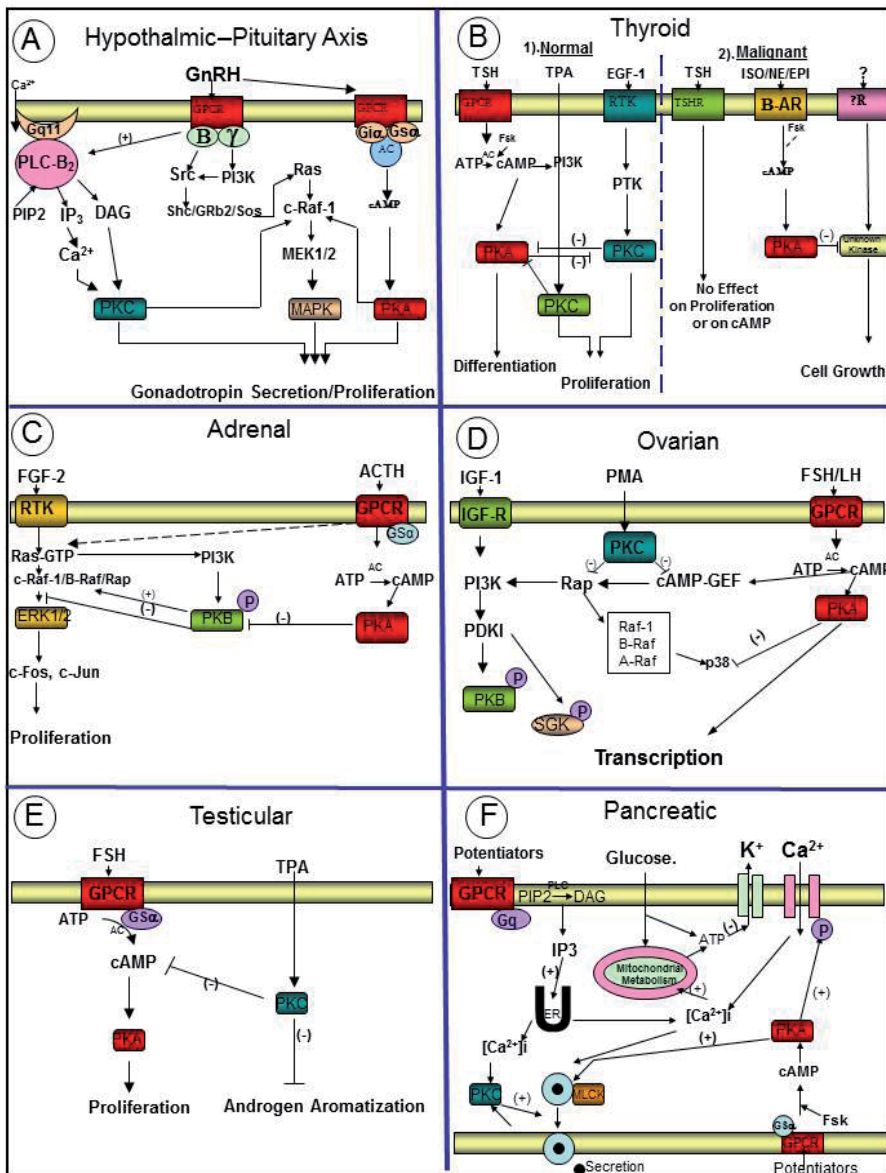 A
Hypothalmic–Pituitary Axis
GnRH
Ca²⁺
GPCR
GPCR
Gq11
(+)
B
γ
Giα
Gsα
AC
PLC-B₂
Src
PI3K
Ras
PIP2
IP₃
DAG
Shc/GRb2/Sos
c-Raf-1
cAMP
Ca²⁺
MEK1/2
PKC
MAPK
PKA
Gonadotropin Secretion/Proliferation
B
Thyroid
1).Normal
2).Malignant
TSH
TPA
EGF-1
TSH
ISO/NE/EPI
?
GPCR
RTK
TSHR
B-AR
?R
AC
Fsk
Fsk
ATP
cAMP
PI3K
cAMP
PTK
PKA
(-)
(-)
PKC
PKA
(-)
Unknown
Kinase
PKC
No Effect
on Proliferation
or on cAMP
Differentiation
Proliferation
Cell Growth
C
Adrenal
FGF-2
ACTH
RTK
GPCR
GSα
Ras-GTP
PI3K
AC
ATP
cAMP
c-Raf-1/B-Raf/Rap
(+)
P
(-)
ERK1/2
PKB
(-)
PKA
c-Fos, c-Jun
Proliferation
D
Ovarian
IGF-1
PMA
FSH/LH
IGF-R
GPCR
PKC
(-)
(-)
AC
ATP
cAMP
PI3K
Rap
cAMP-GEF
PKA
PDKI
Raf-1
B-Raf
A-Raf
(-)
p38
P
PKB
P
SGK
Transcription
E
Testicular
FSH
TPA
GPCR
GSα
ATP
AC
cAMP
(-)
PKC
PKA
(-)
Proliferation
Androgen Aromatization
F
Pancreatic
Potentiators
Glucose.
K⁺
Ca²⁺
GPCR
PIP2
PLC
DAG
Gq
ATP
(-)
P
IP3
(+)
Mitochondrial
Metabolism
(+)
ER
[Ca²⁺]i
(+)
[Ca²⁺]i
(+)
PKA
cAMP
PKC
(+)
MLCK
GSα
Fsk
GPCR
Secretion
Potentiators